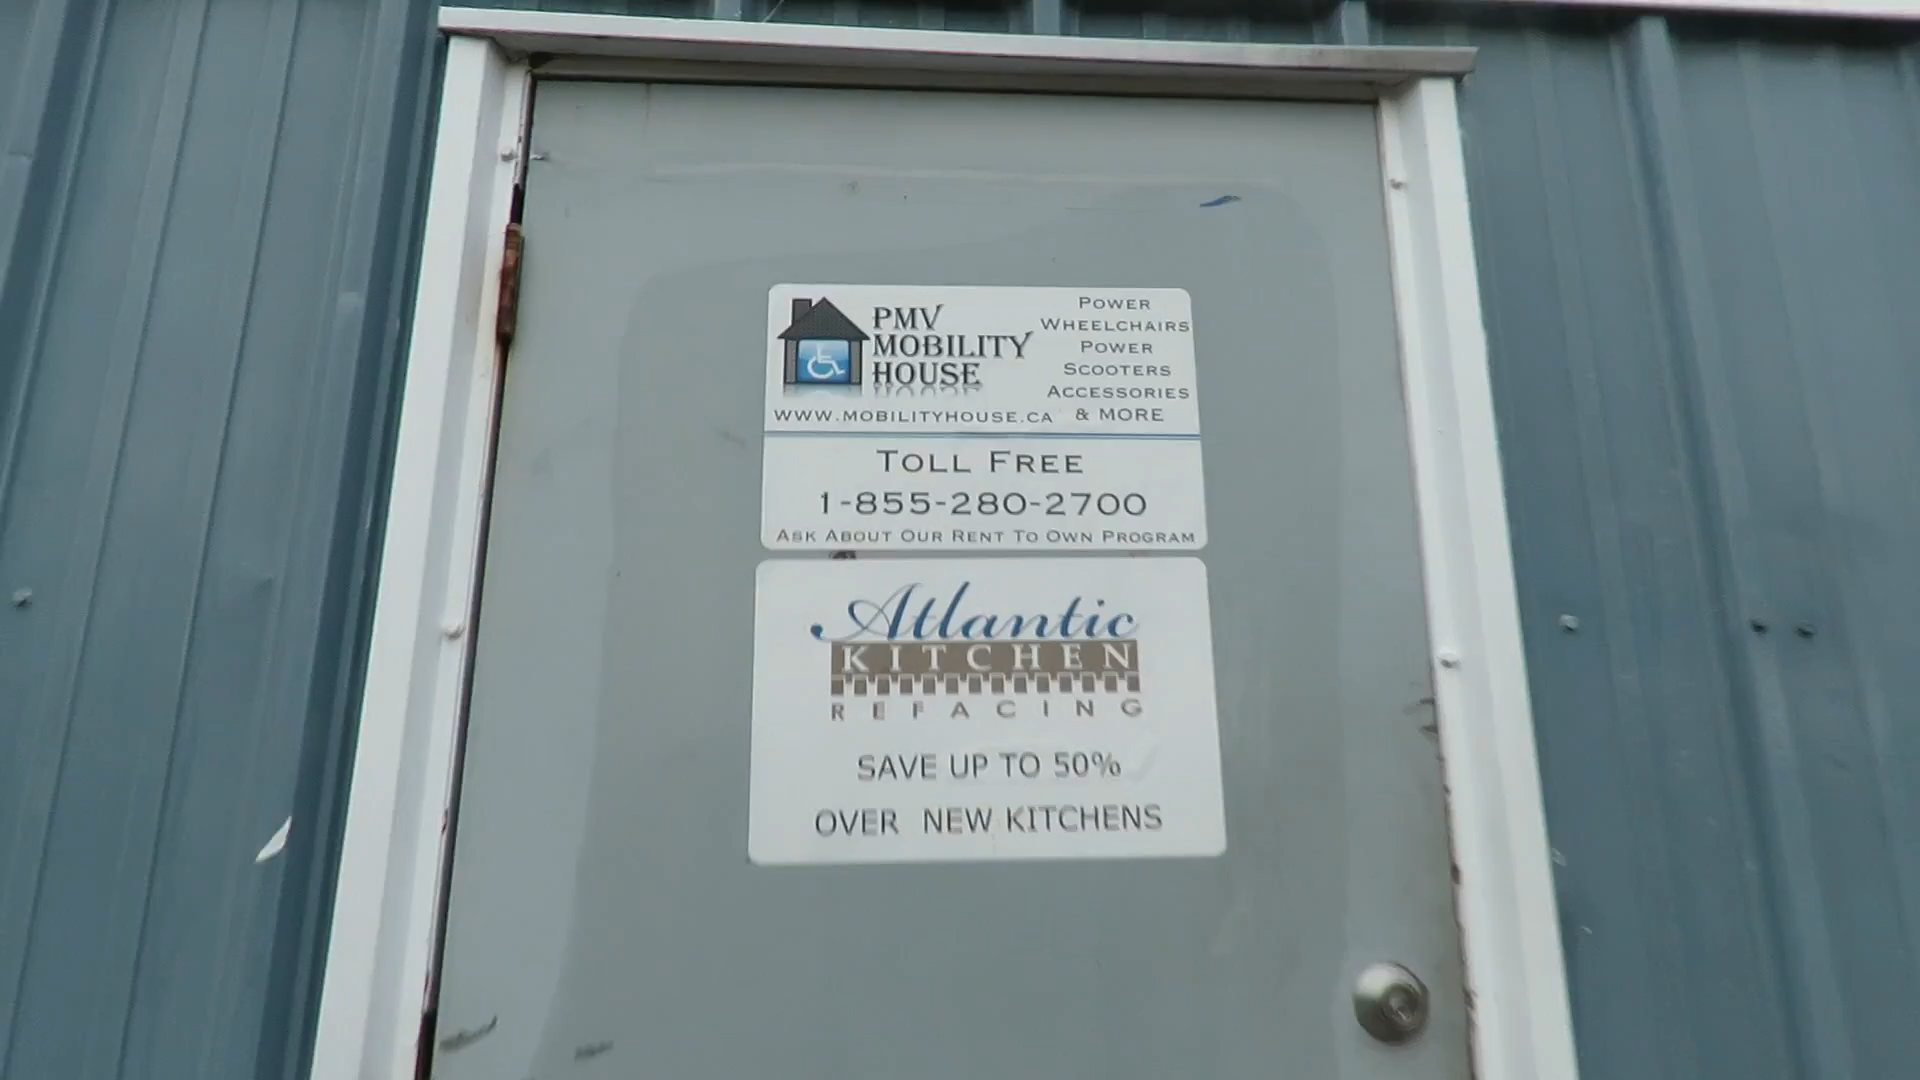 PMV
MOBILITY
HOUSE
WWW.MOBILITYHOUSE.CA
POWER
WHEELCHAIRS
POWER
SCOOTERS
ACCESSORIES
& MORE
TOLL FREE
1-855-280-2700
ASK ABOUT OUR RENT TO OWN PROGRAM
Atlantic
KITCHEN
REFACING
SAVE UP TO 50%
OVER NEW KITCHENS